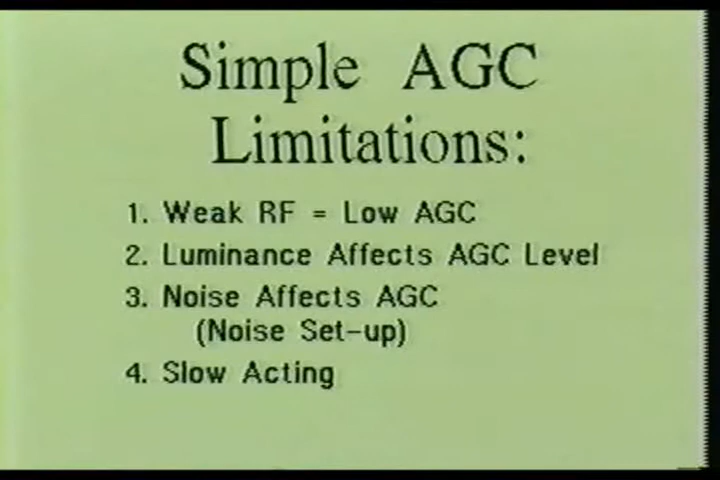 Simple AGC
Limitations:
1. Weak RF = Low AGC
2. Luminance Affects AGC Level
3. Noise Affects AGC
(Noise Set-up)
4. Slow Acting